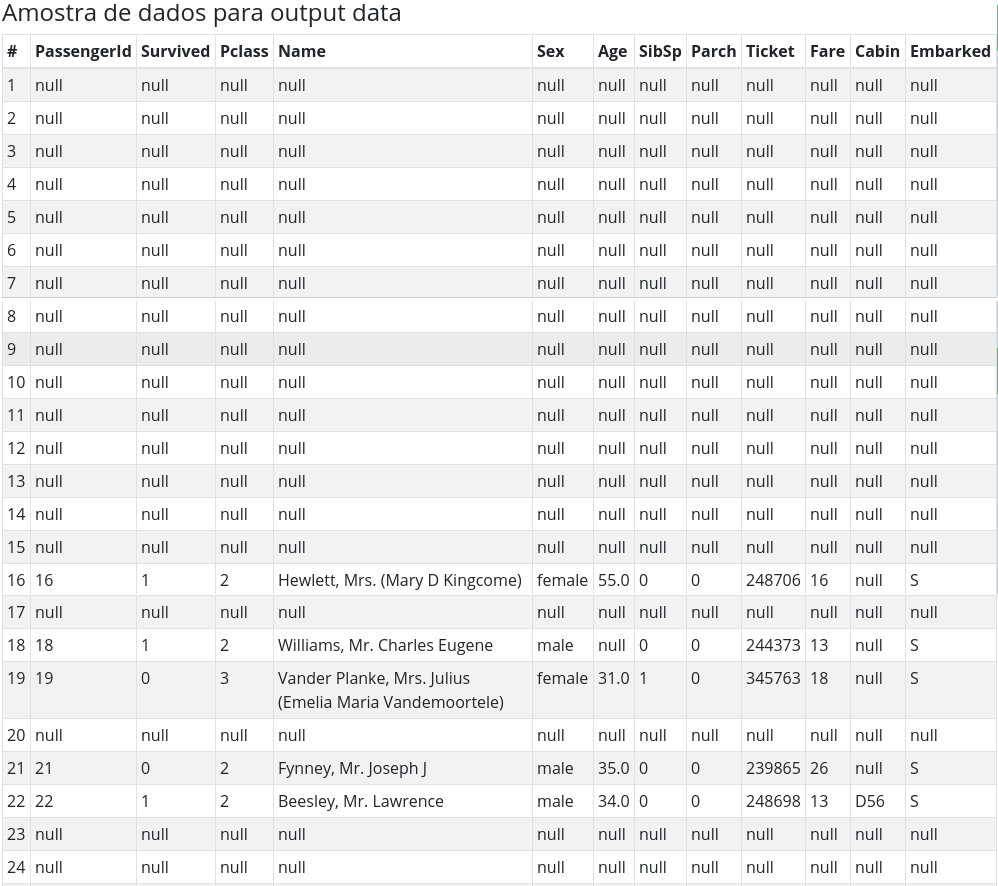 Amostra de dados para output data
# PassengerId Survived Pclass Name Sex Age SibSp Parch Ticket Fare Cabin Embarked
1 null null null null null null null null null null null null
2 null null null null null null null null null null null null
3 null null null null null null null null null null null null
4 null null null null null null null null null null null null
5 null null null null null null null null null null null null
6 null null null null null null null null null null null null
7 null null null null null null null null null null null null
8 null null null null null null null null null null null null
9 null null null null null null null null null null null null
10 null null null null null null null null null null null null
11 null null null null null null null null null null null null
12 null null null null null null null null null null null null
13 null null null null null null null null null null null null
14 null null null null null null null null null null null null
15 null null null null null null null null null null null null
16 16 1 2 Hewlett, Mrs. (Mary D Kingcome) female 55.0 0 0 248706 16 null S
17 null null null null null null null null null null null null
18 18 1 2 Williams, Mr. Charles Eugene male null 0 0 244373 13 null S
19 19 0 3 Vander Planke, Mrs. Julius female 31.0 1 0 345763 18 null S
(Emelia Maria Vandemoortele)
20 null null null null null null null null null null null null
21 21 0 2 Fynney, Mr. Joseph J male 35.0 0 0 239865 26 null S
22 22 1 2 Beesley, Mr. Lawrence male 34.0 0 0 248698 13 D56 S
23 null null null null null null null null null null null null
24 null null null null null null null null null null null null